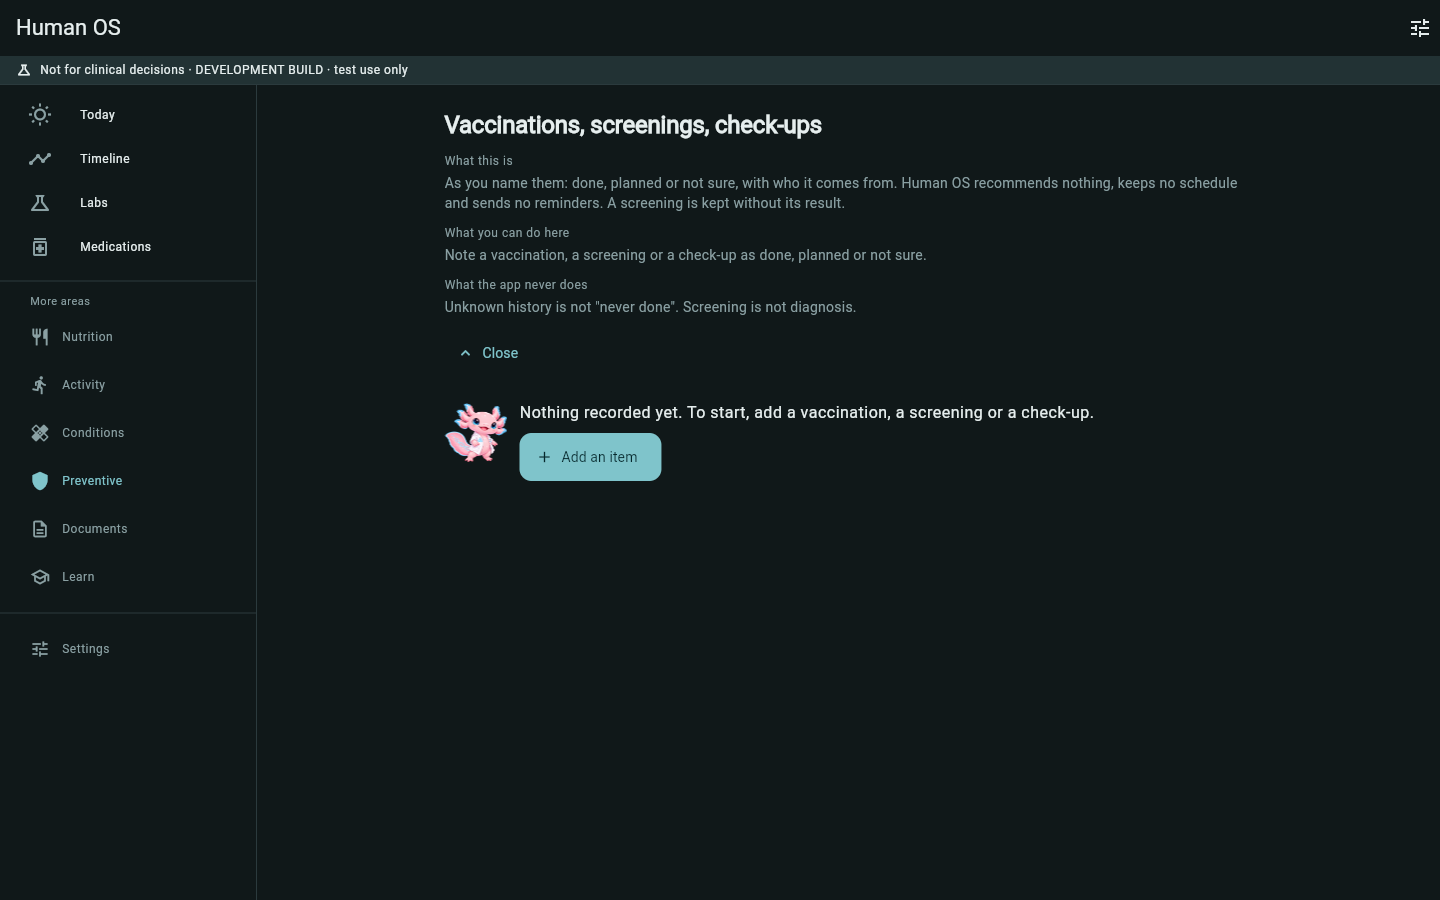 Human OS
Not for clinical decisions · DEVELOPMENT BUILD · test use only
Today
Timeline
Labs
Medications
More areas
Nutrition
Activity
Conditions
Preventive
Documents
Learn
Settings
Vaccinations, screenings, check-ups
What this is
As you name them: done, planned or not sure, with who it comes from. Human OS recommends nothing, keeps no schedule
and sends no reminders. A screening is kept without its result.
What you can do here
Note a vaccination, a screening or a check-up as done, planned or not sure.
What the app never does
Unknown history is not "never done". Screening is not diagnosis.
Close
Nothing recorded yet. To start, add a vaccination, a screening or a check-up.
Add an item